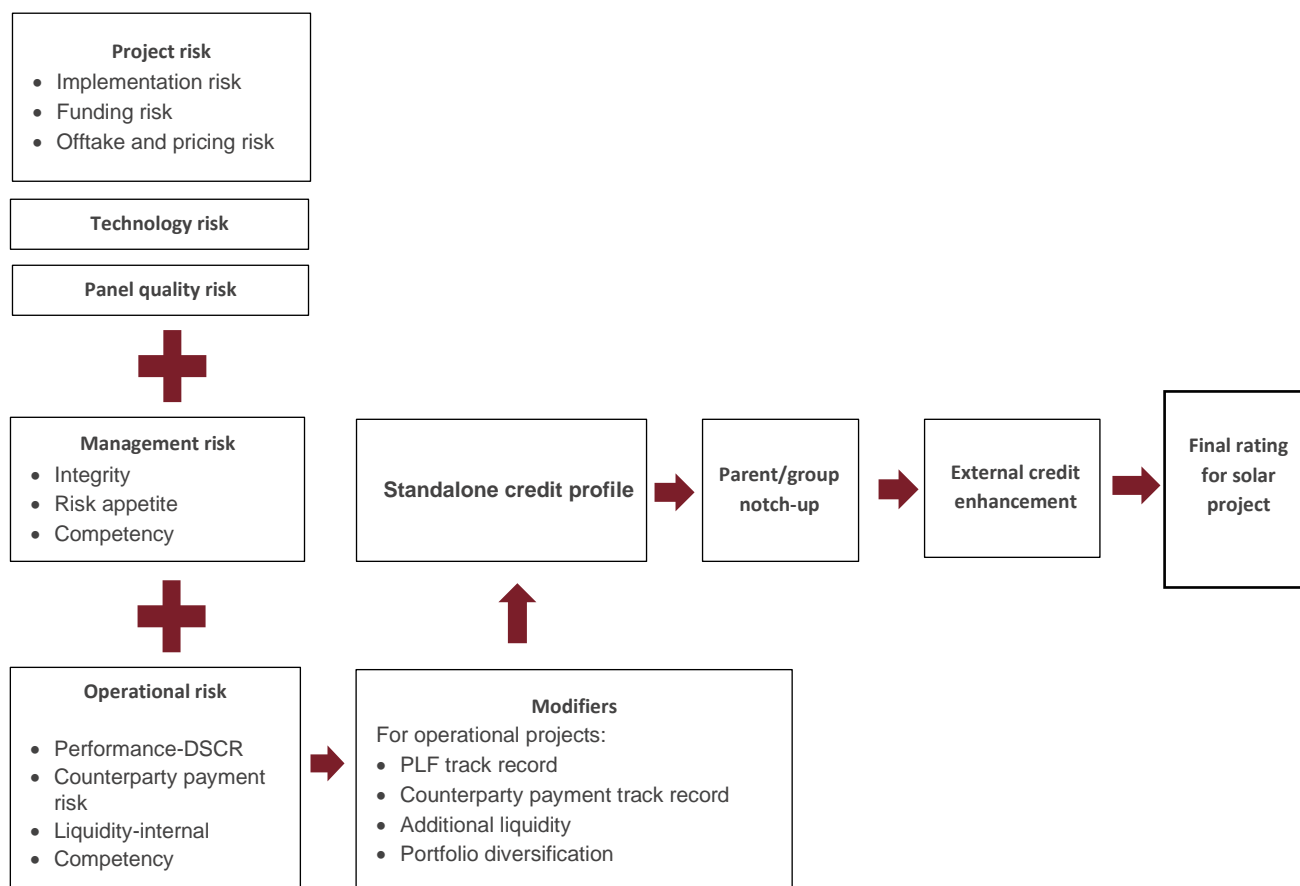 Project risk
• Implementation risk
• Funding risk
• Offtake and pricing risk
Technology risk
Panel quality risk
Management risk
• Integrity
• Risk appetite
• Competency
Standalone credit profile
Parent/group
notch-up
External credit
enhancement
Final rating
for solar
project
Operational risk
• Performance-DSCR
• Counterparty payment
risk
• Liquidity-internal
• Competency
Modifiers
For operational projects:
• PLF track record
• Counterparty payment track record
• Additional liquidity
• Portfolio diversification